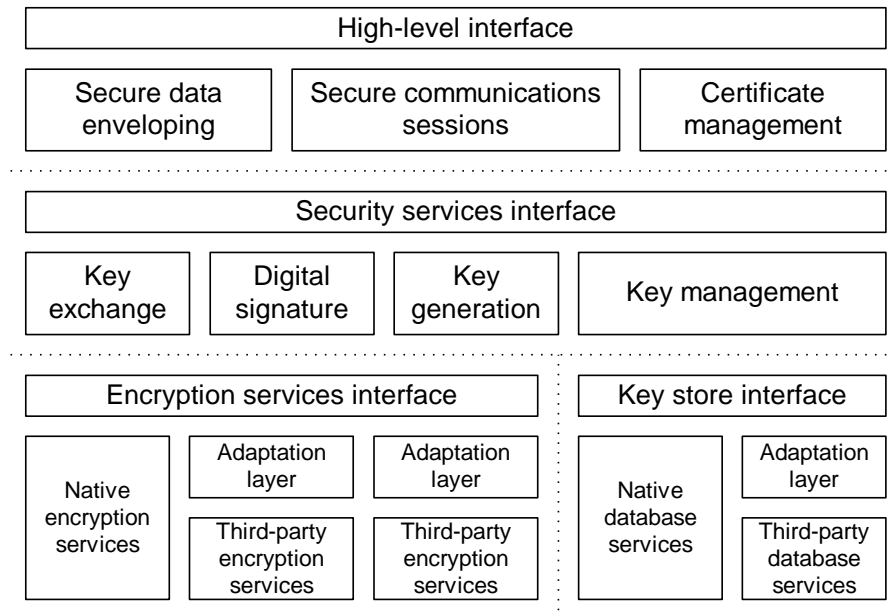 High-level interface
Secure data
enveloping
Secure communications
sessions
Certificate
management
Security services interface
Key
exchange
Digital
signature
Key
generation
Key management
Encryption services interface
Key store interface
Native
encryption
services
Adaptation
layer
Adaptation
layer
Third-party
encryption
services
Third-party
encryption
services
Native
database
services
Adaptation
layer
Third-party
database
services